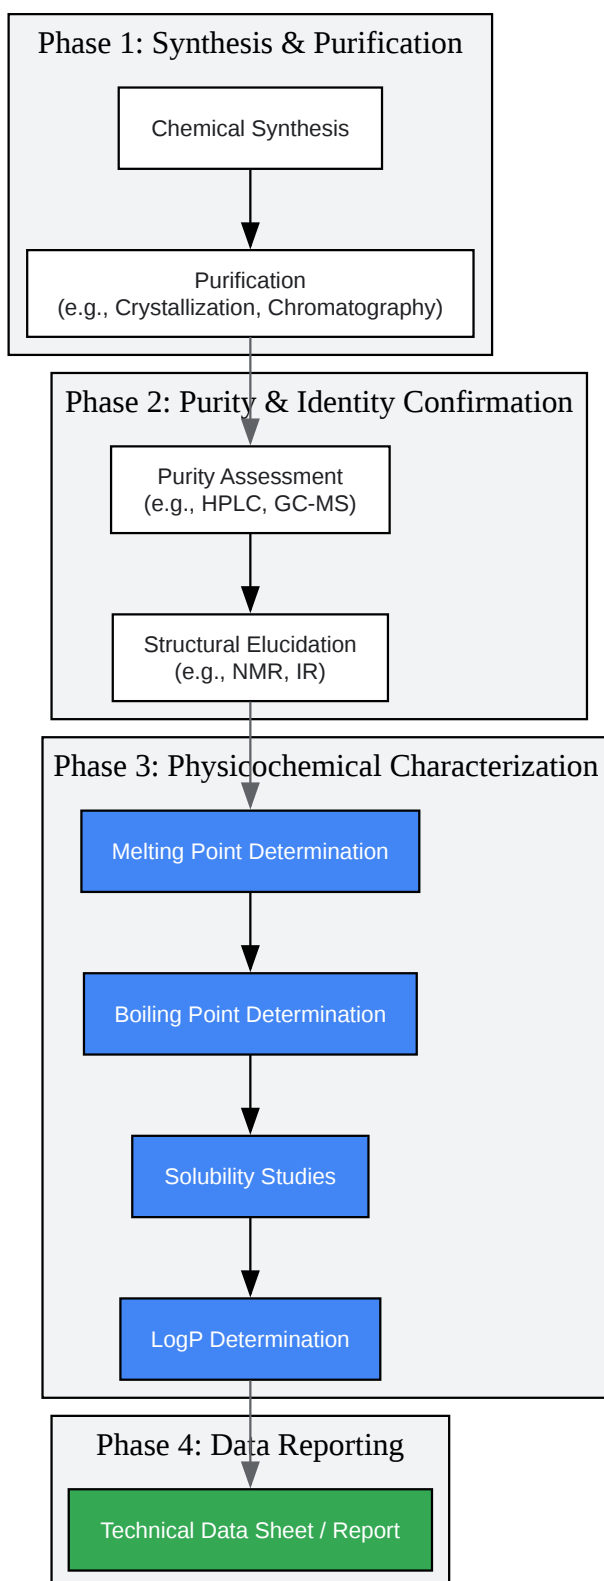 Phase 1: Synthesis & Purification
Chemical Synthesis
Purification
(e.g., Crystallization, Chromatography)
Phase 2: Purity & Identity Confirmation
Purity Assessment
(e.g., HPLC, GC-MS)
Structural Elucidation
(e.g., NMR, IR)
Phase 3: Physicochemical Characterization
Melting Point Determination
Boiling Point Determination
Solubility Studies
LogP Determination
Phase 4: Data Reporting
Technical Data Sheet / Report